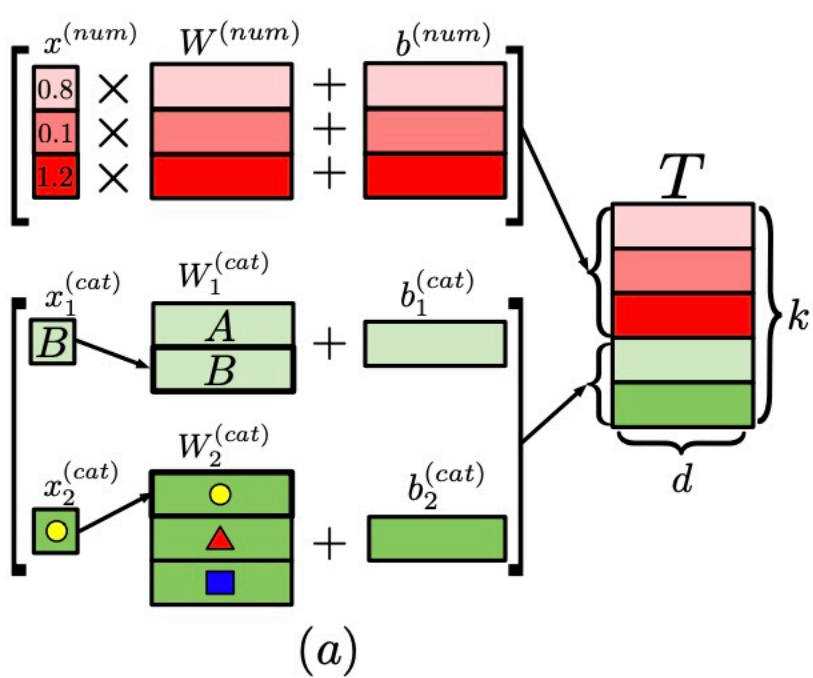 x^(num) W^(num) b^(num)
0.8 × +
0.1 × +
1.2 × +
T
x_1^(cat) W_1^(cat) b_1^(cat)
B A +
B
k
x_2^(cat) W_2^(cat) b_2^(cat)
+
d
(a)